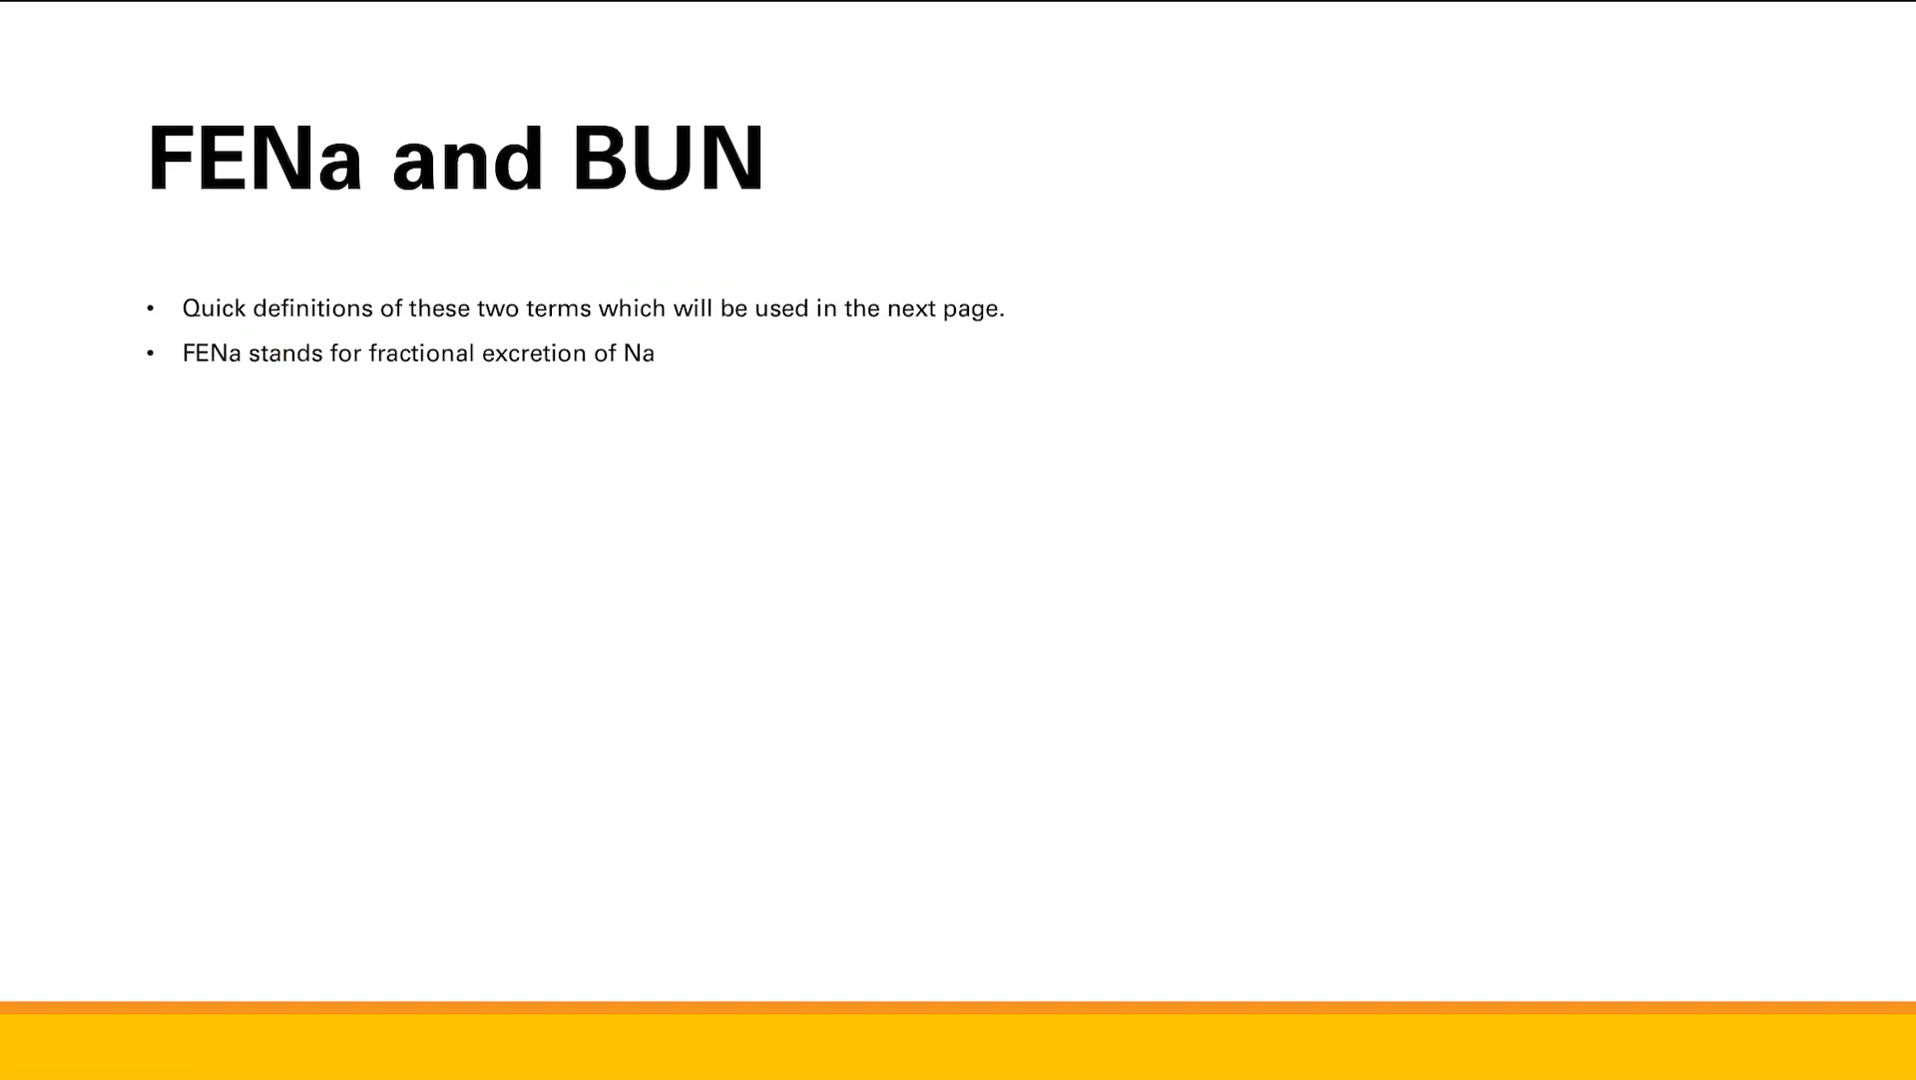 FENa and BUN
• Quick definitions of these two terms which will be used in the next page.
• FENa stands for fractional excretion of Na